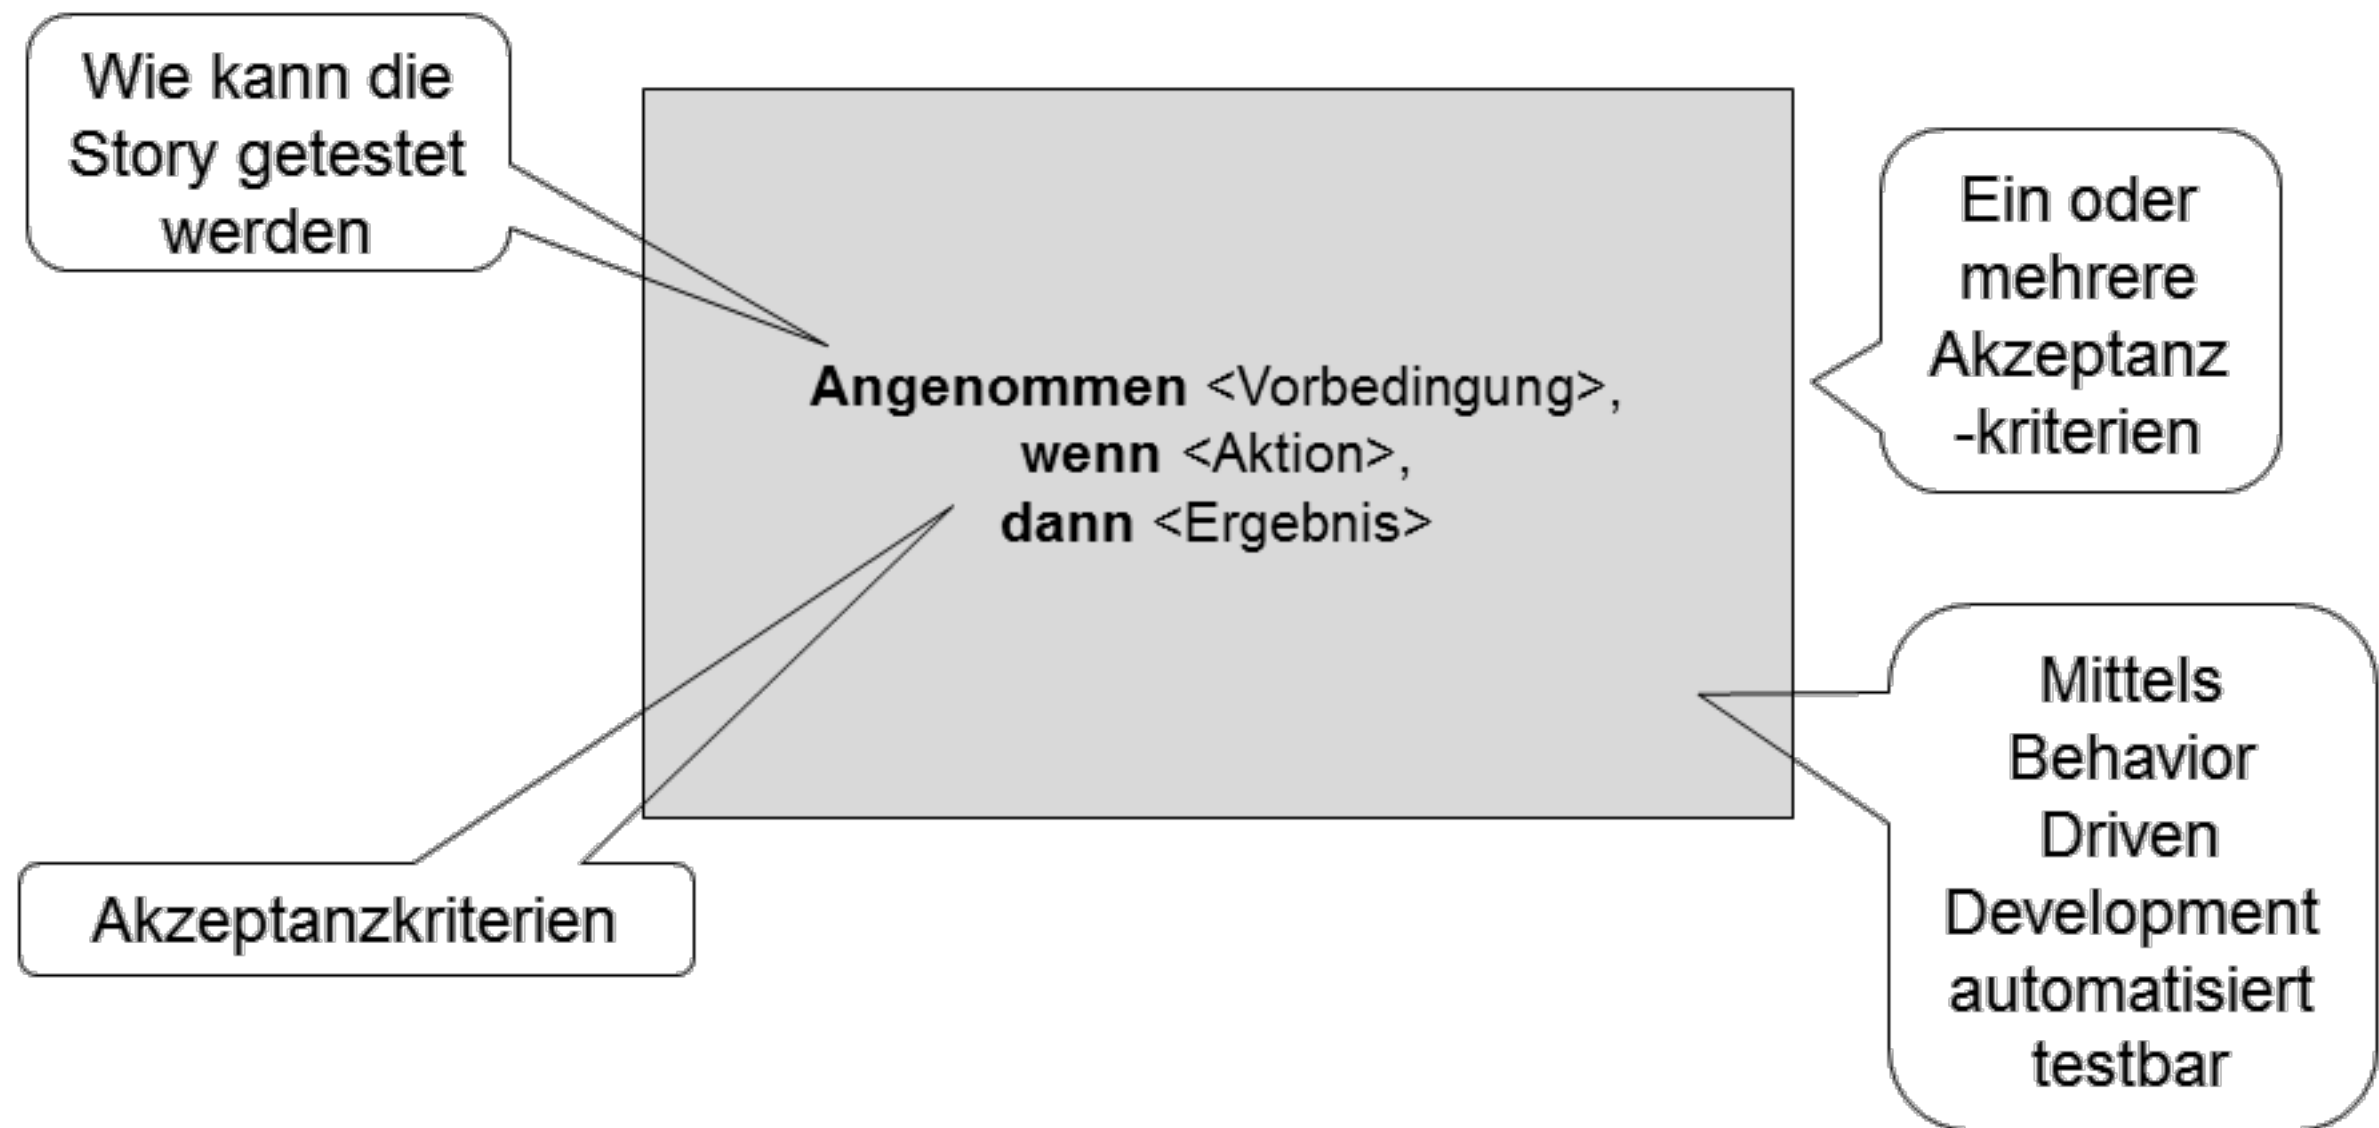 Wie kann die
Story getestet
werden
Angenommen <Vorbedingung>,
wenn <Aktion>,
dann <Ergebnis>
Ein oder
mehrere
Akzeptanz
-kriterien
Akzeptanzkriterien
Mittels
Behavior
Driven
Development
automatisiert
testbar